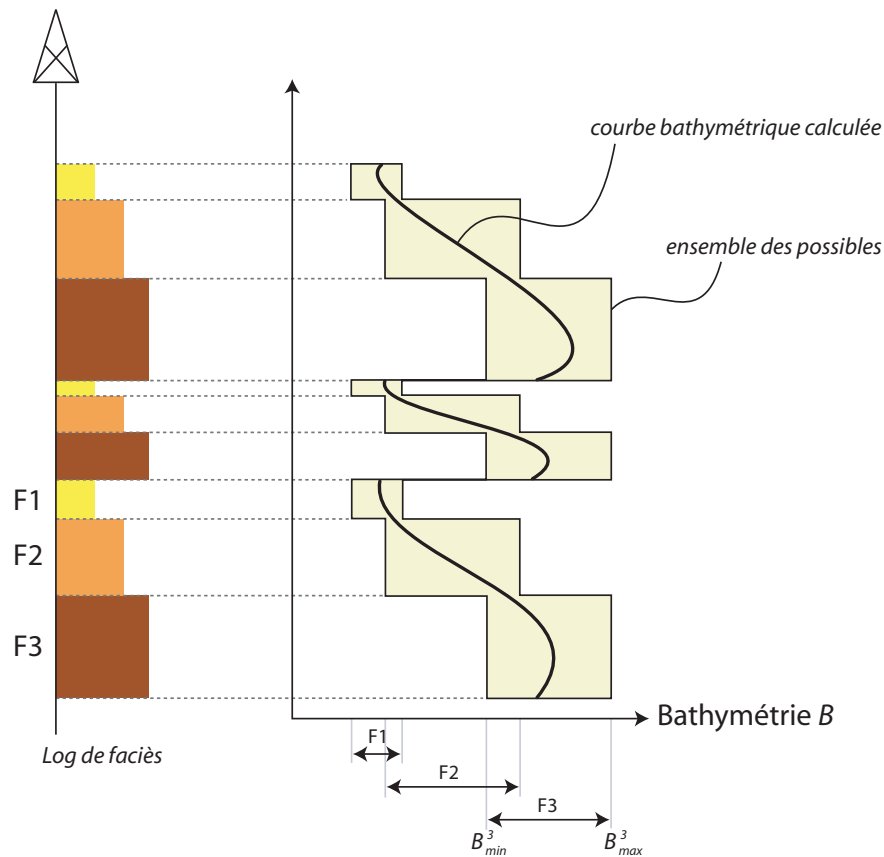 courbe bathymétrique calculée
ensemble des possibles
F1
F2
F3
Log de faciès
Bathymétrie B
F1
F2
F3
B³min
B³max